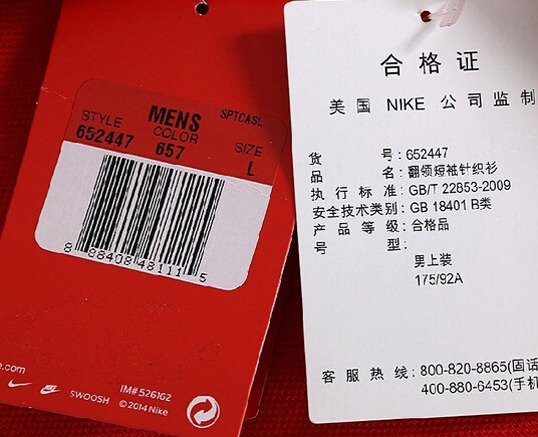 SPTCASL
STYLE MENS SIZE
652447 COLOR L
657
8 88408 48111 5
e.com
SWOOSH
IM# 526162
©2014 Nike
合格证
美国 NIKE 公司监制
货号：652447
品名：翻领短袖针织衫
执行标准：GB/T 22853-2009
安全技术类别：GB 18401 B类
产品等级：合格品
号型：
男上装
175/92A
客服热线：800-820-8865(固话
400-880-6453(手机